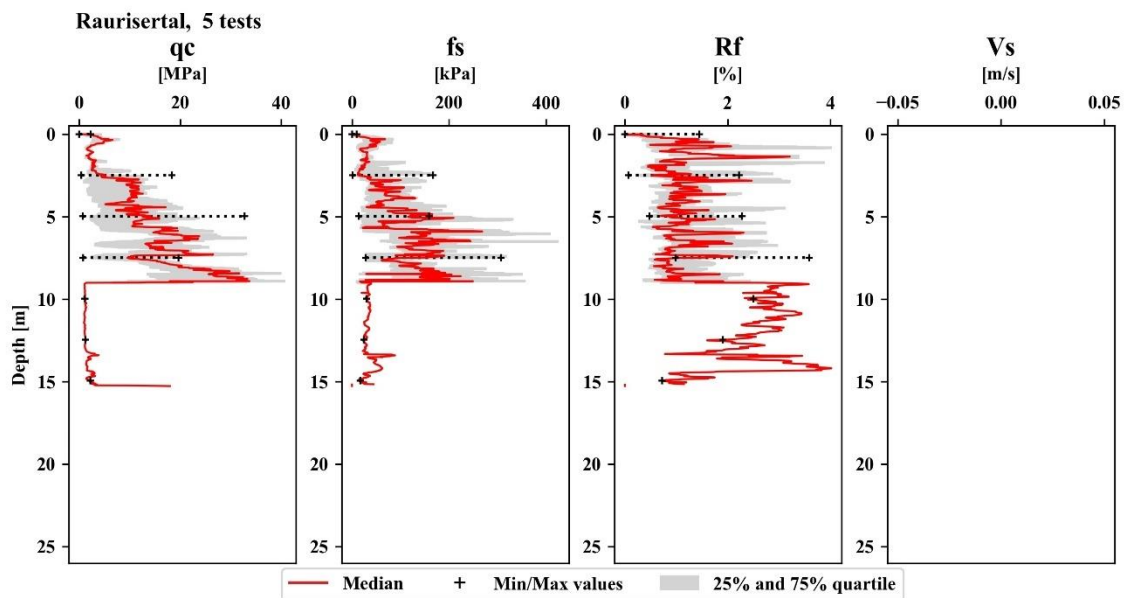 Raurisertal, 5 tests
qc fs Rf Vs
[MPa] [kPa] [%] [m/s]
0 20 40 0 200 400 0 2 4 −0.05 0.00 0.05
0 0 0 0
5 5 5 5
10 10 10 10
15 15 15 15
20 20 20 20
25 25 25 25
Depth [m]
Median Min/Max values 25% and 75% quartile